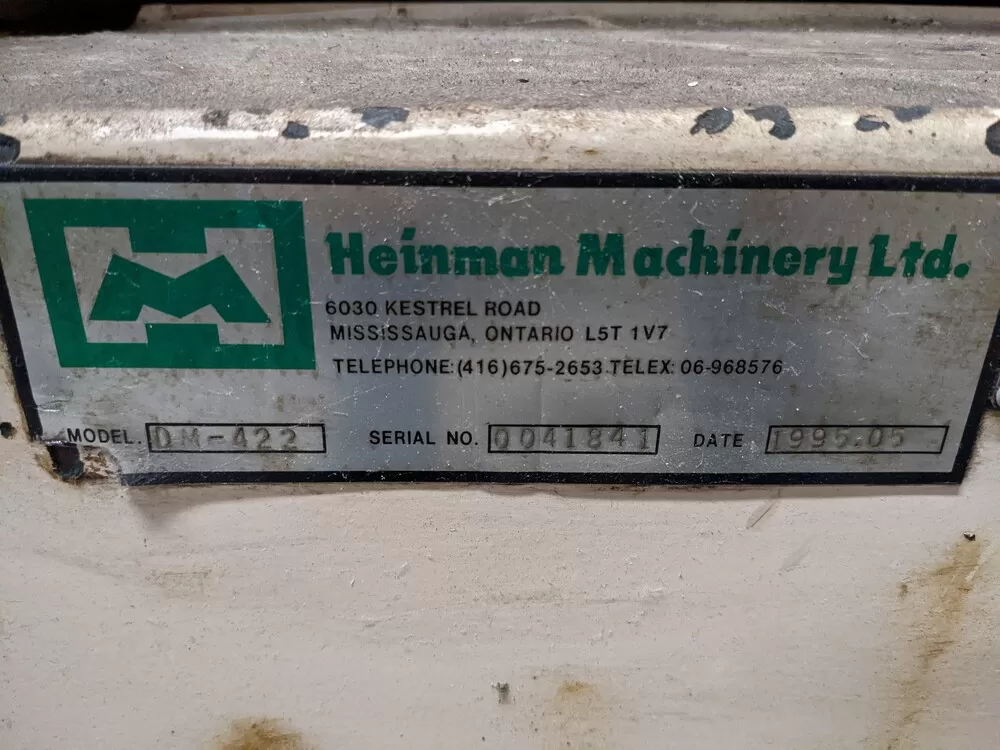 Heinman Machinery Ltd.
6030 KESTREL ROAD
MISSISSAUGA, ONTARIO L5T 1V7
TELEPHONE:(416)675-2653 TELEX: 06-968576
MODEL. DM-422 SERIAL NO. 0041841 DATE 1995.05